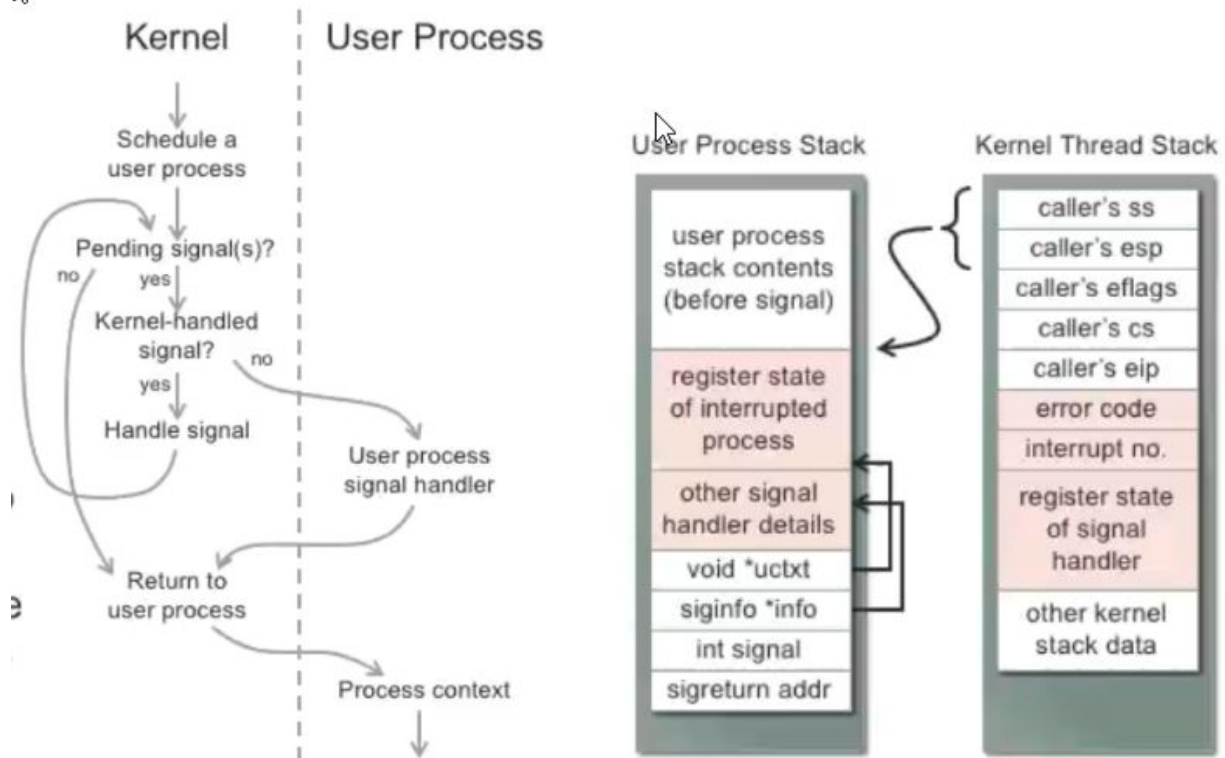 Kernel
User Process
Schedule a
user process
Pending signal(s)?
no
yes
Kernel-handled
signal?
no
yes
Handle signal
User process
signal handler
Return to
user process
Process context
e
User Process Stack
user process
stack contents
(before signal)
register state
of interrupted
process
other signal
handler details
void *uctxt
siginfo *info
int signal
sigreturn addr
Kernel Thread Stack
caller's ss
caller's esp
caller's eflags
caller's cs
caller's eip
error code
interrupt no.
register state
of signal
handler
other kernel
stack data